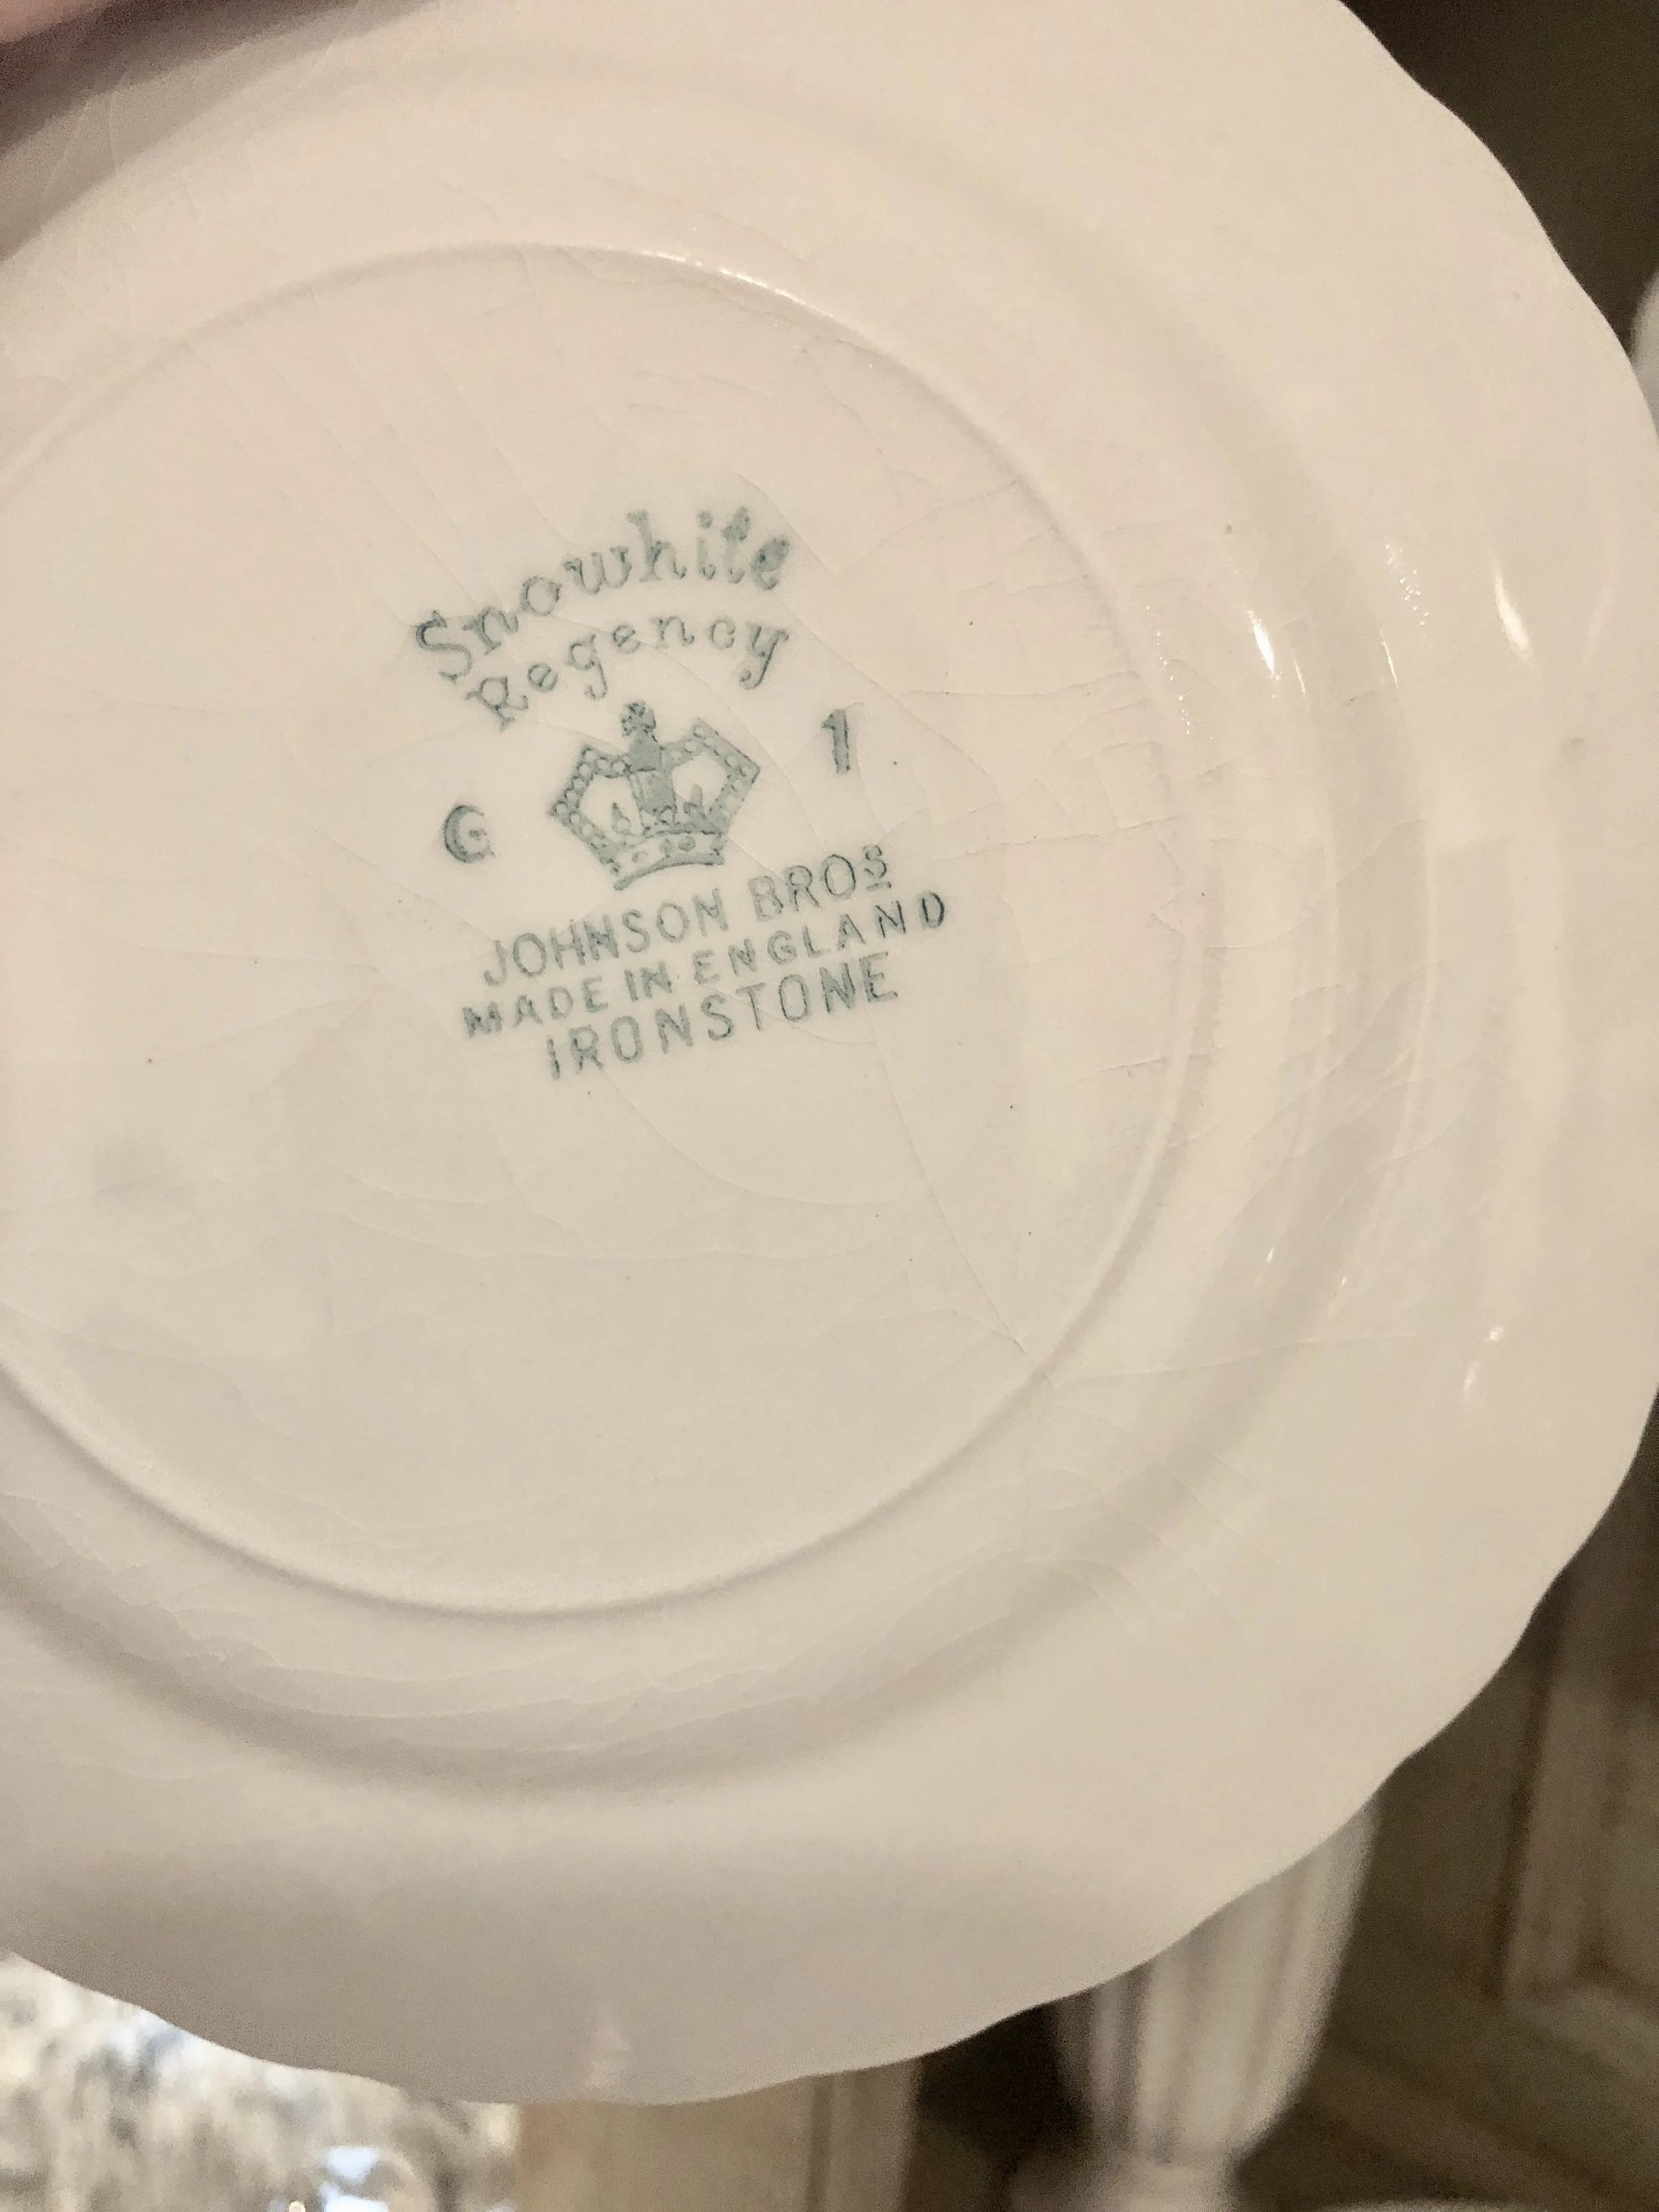 Snowhite
Regency
G 1
JOHNSON BROS
MADE IN ENGLAND
IRONSTONE